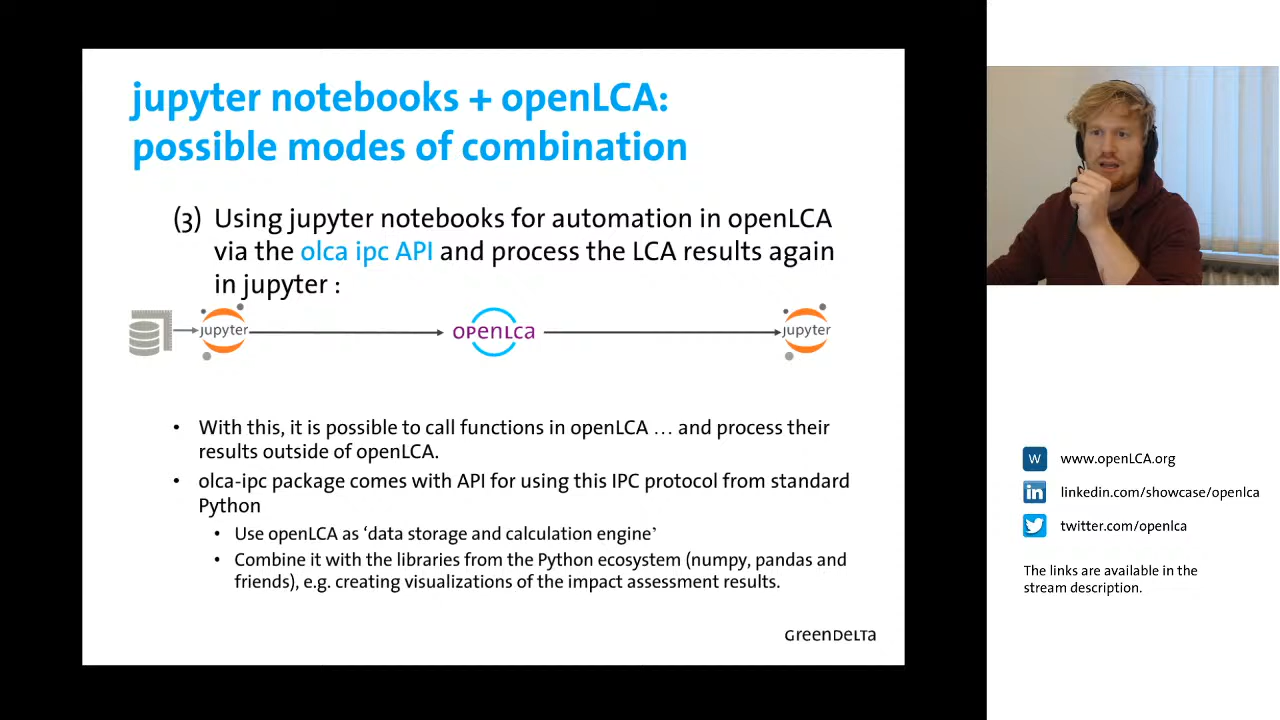 jupyter notebooks + openLCA:
possible modes of combination
(3) Using jupyter notebooks for automation in openLCA
via the olca ipc API and process the LCA results again
in jupyter :
jupyter
openLca
jupyter
• With this, it is possible to call functions in openLCA … and process their
results outside of openLCA.
• olca-ipc package comes with API for using this IPC protocol from standard
Python
• Use openLCA as ‘data storage and calculation engine’
• Combine it with the libraries from the Python ecosystem (numpy, pandas and
friends), e.g. creating visualizations of the impact assessment results.
GreenDelta
W www.openLCA.org
in linkedin.com/showcase/openlca
twitter.com/openlca
The links are available in the
stream description.